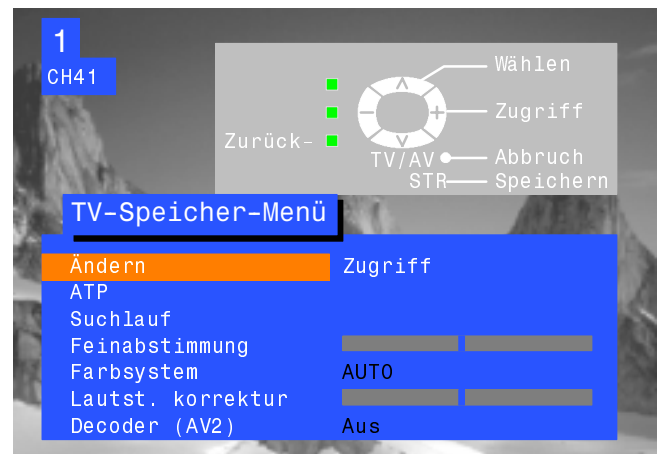 1
CH41
Wählen
Zugriff
Zurück–
TV/AV Abbruch
STR Speichern
TV–Speicher–Menü
Ändern Zugriff
ATP
Suchlauf
Feinabstimmung
Farbsystem AUTO
Lautst. korrektur
Decoder (AV2) Aus